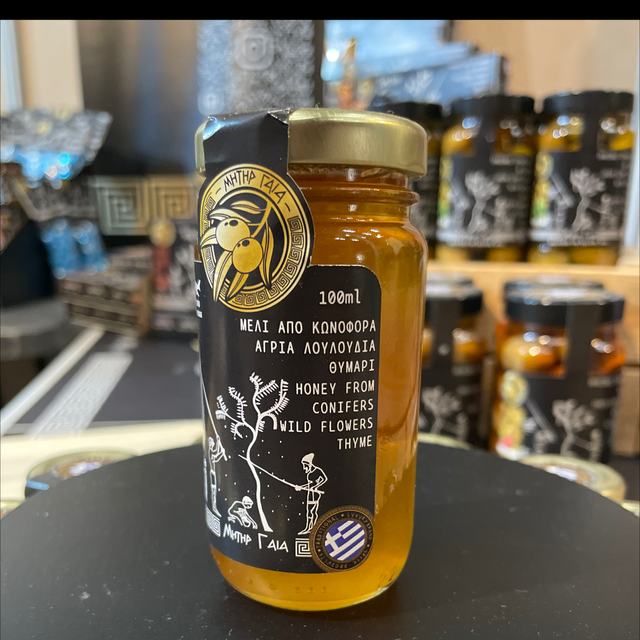 ΜΗΤΗΡ ΓΑΙΑ
100ml
ΜΕΛΙ ΑΠΟ ΚΩΝΟΦΟΡΑ
ΑΓΡΙΑ ΛΟΥΛΟΥΔΙΑ
ΘΥΜΑΡΙ
HONEY FROM
CONIFERS
WILD FLOWERS
THYME
ΜΗΤΗΡ ΓΑΙΑ